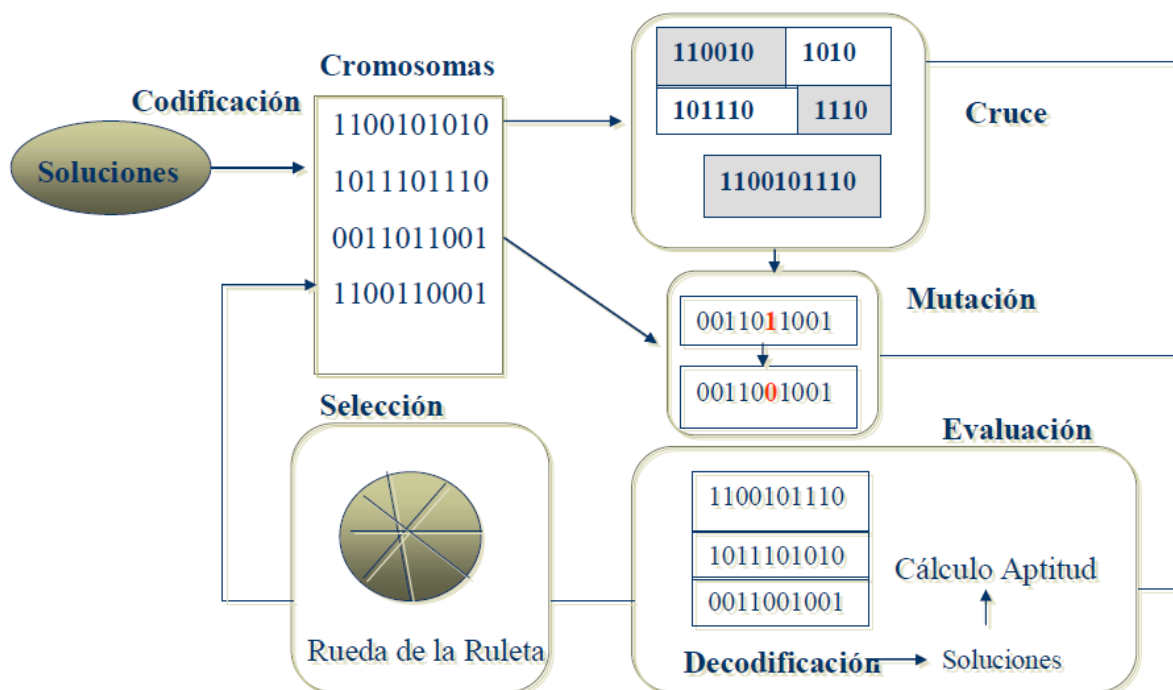 Codificación
Soluciones
Cromosomas
1100101010
1011101110
0011011001
1100110001
110010 1010
101110 1110
1100101110
Cruce
0011011001
0011001001
Mutación
Selección
Rueda de la Ruleta
Evaluación
1100101110
1011101010
0011001001
Cálculo Aptitud
Decodificación Soluciones